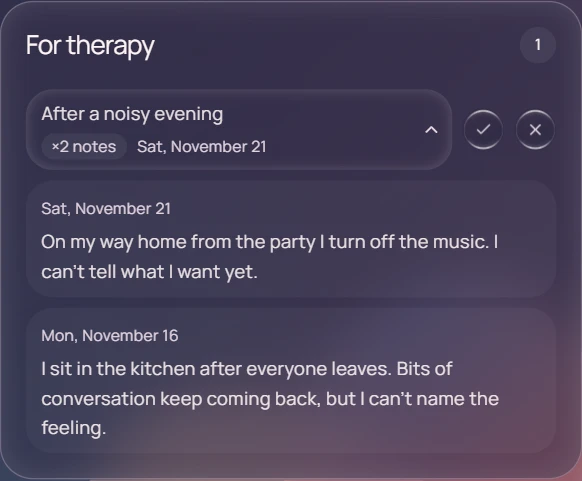 For therapy
1
After a noisy evening
×2 notes
Sat, November 21
Sat, November 21
On my way home from the party I turn off the music. I
can't tell what I want yet.
Mon, November 16
I sit in the kitchen after everyone leaves. Bits of
conversation keep coming back, but I can't name the
feeling.